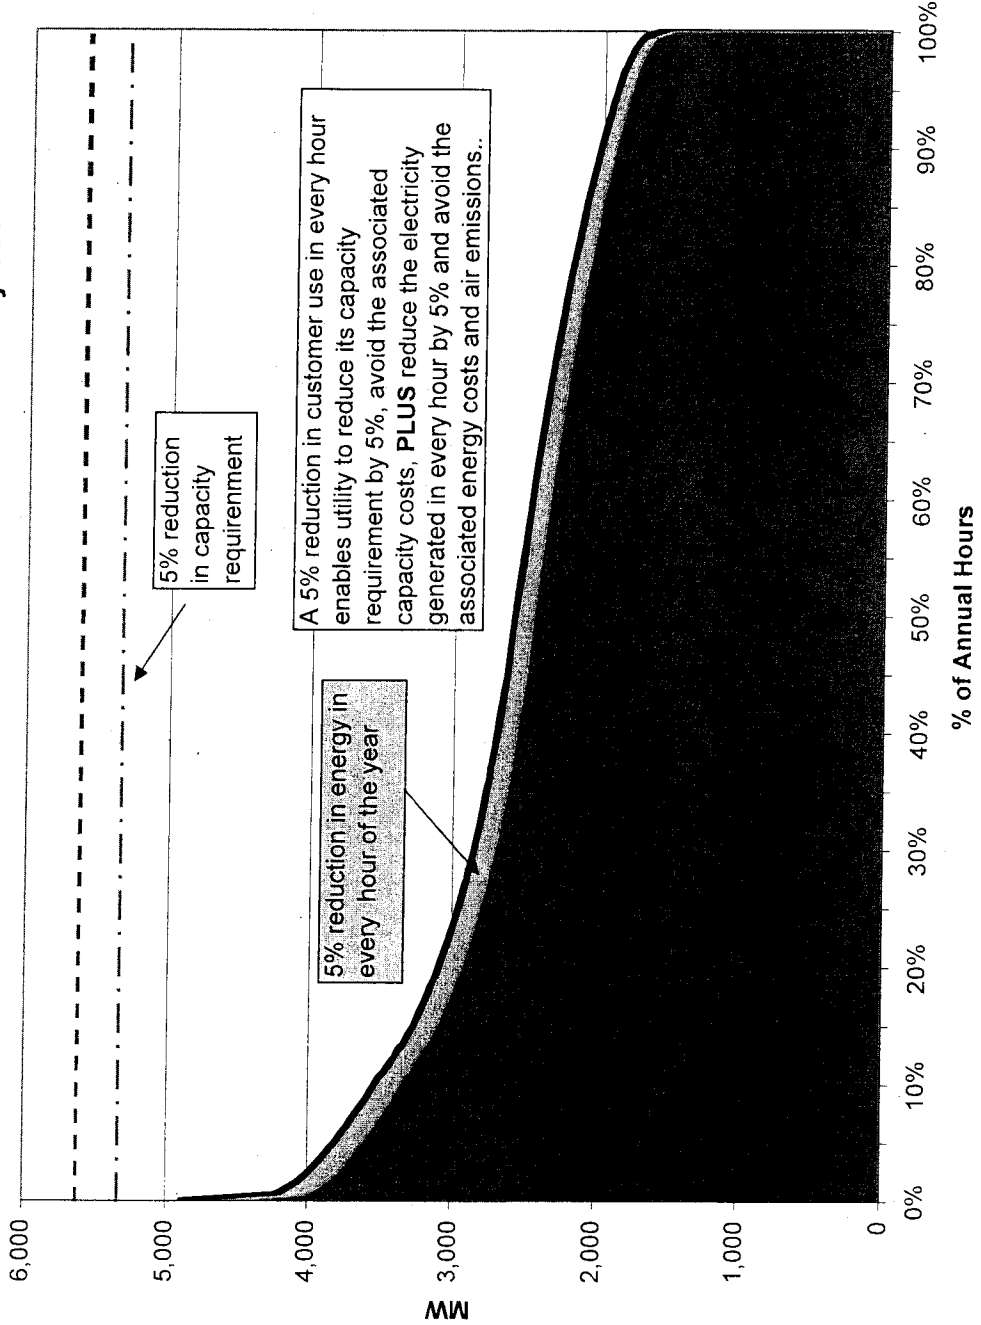 6,000
5,000
4,000
3,000
2,000
1,000
0
MW
5% reduction
in capacity
requirenment
5% reduction in energy in
every hour of the year
A 5% reduction in customer use in every hour
enables utility to reduce its capacity
requirement by 5%, avoid the associated
capacity costs, PLUS reduce the electricity
generated in every hour by 5% and avoid the
associated energy costs and air emissions..
0%
10%
20%
30%
40%
50%
60%
70%
80%
90%
100%
% of Annual Hours